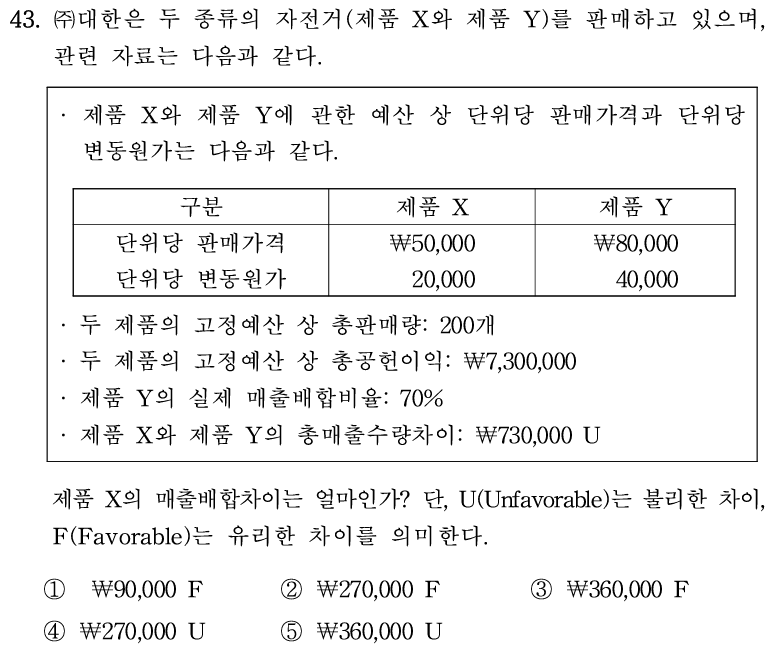 43. ㈜대한은 두 종류의 자전거(제품 X와 제품 Y)를 판매하고 있으며,
관련 자료는 다음과 같다.
· 제품 X와 제품 Y에 관한 예산 상 단위당 판매가격과 단위당
변동원가는 다음과 같다.
구분 제품 X 제품 Y
단위당 판매가격 ₩50,000 ₩80,000
단위당 변동원가 20,000 40,000
· 두 제품의 고정예산 상 총판매량: 200개
· 두 제품의 고정예산 상 총공헌이익: ₩7,300,000
· 제품 Y의 실제 매출배합비율: 70%
· 제품 X와 제품 Y의 총매출수량차이: ₩730,000 U
제품 X의 매출배합차이는 얼마인가? 단, U(Unfavorable)는 불리한 차이,
F(Favorable)는 유리한 차이를 의미한다.
① ₩90,000 F ② ₩270,000 F ③ ₩360,000 F
④ ₩270,000 U ⑤ ₩360,000 U